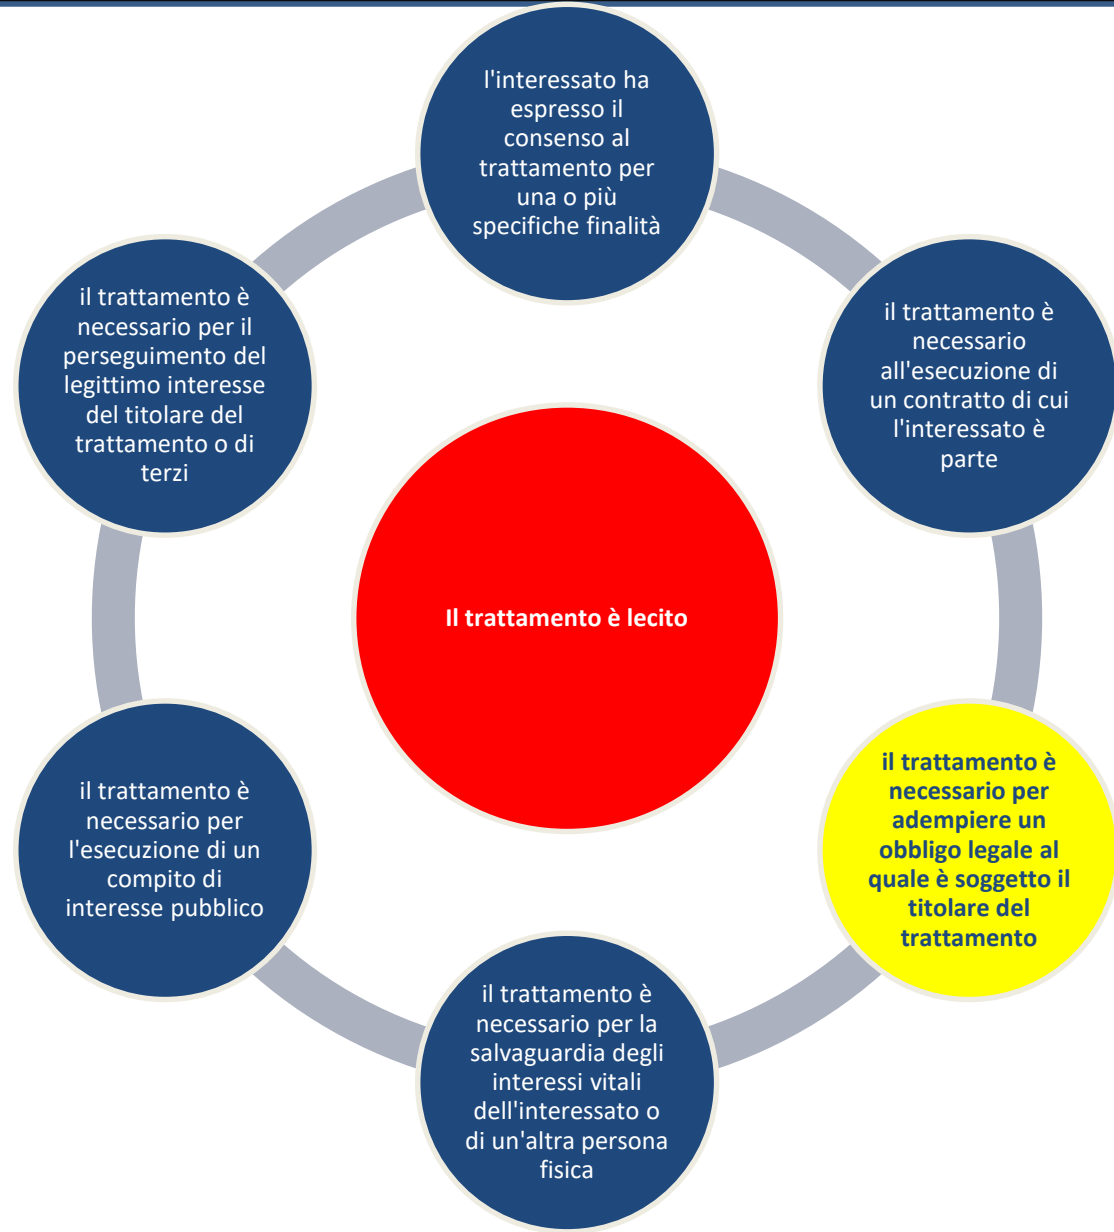 l'interessato ha
espresso il
consenso al
trattamento per
una o più
specifiche finalità
il trattamento è
necessario
all'esecuzione di
un contratto di cui
l'interessato è
parte
il trattamento è
necessario per
adempiere un
obbligo legale al
quale è soggetto il
titolare del
trattamento
il trattamento è
necessario per la
salvaguardia degli
interessi vitali
dell'interessato o
di un'altra persona
fisica
il trattamento è
necessario per
l'esecuzione di un
compito di
interesse pubblico
il trattamento è
necessario per il
perseguimento del
legittimo interesse
del titolare del
trattamento o di
terzi
Il trattamento è lecito